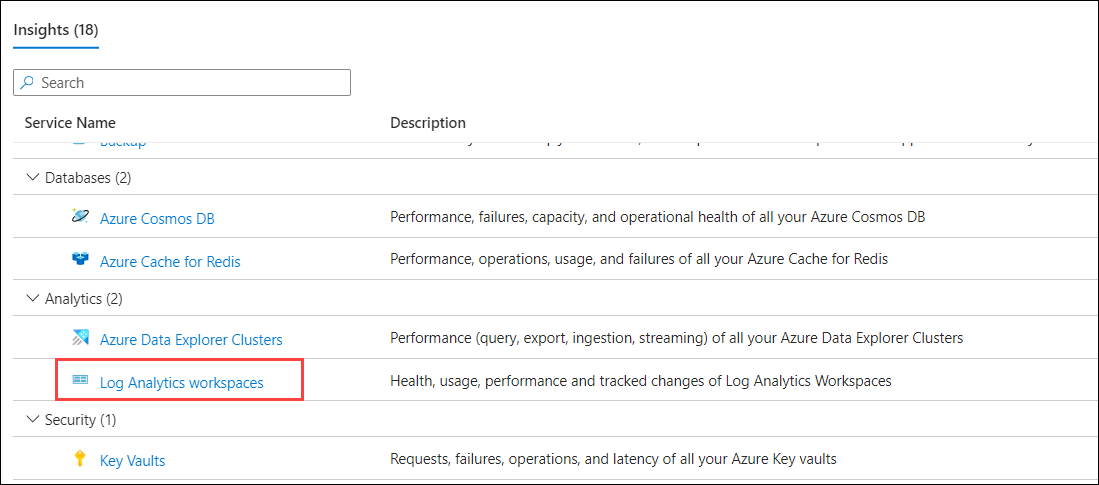 Insights (18)
Search
Service Name Description
Backup
Databases (2)
Azure Cosmos DB Performance, failures, capacity, and operational health of all your Azure Cosmos DB
Azure Cache for Redis Performance, operations, usage, and failures of all your Azure Cache for Redis
Analytics (2)
Azure Data Explorer Clusters Performance (query, export, ingestion, streaming) of all your Azure Data Explorer Clusters
Log Analytics workspaces Health, usage, performance and tracked changes of Log Analytics Workspaces
Security (1)
Key Vaults Requests, failures, operations, and latency of all your Azure Key vaults